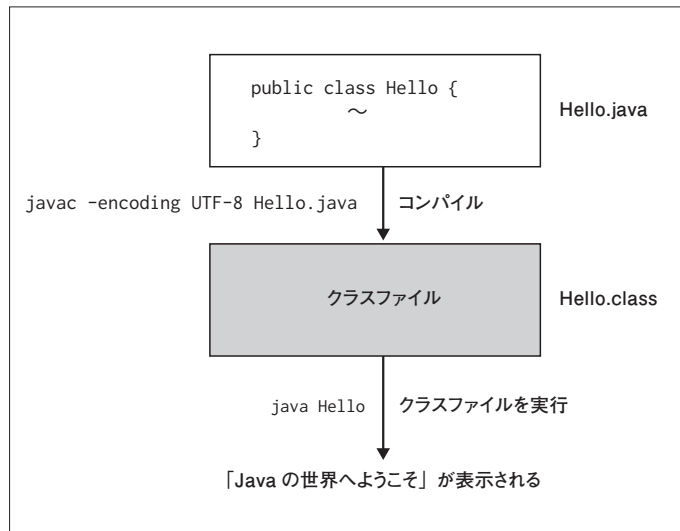 public class Hello {
～
}
Hello.java
javac -encoding UTF-8 Hello.java
コンパイル
クラスファイル
Hello.class
java Hello
クラスファイルを実行
「Java の世界へようこそ」が表示される